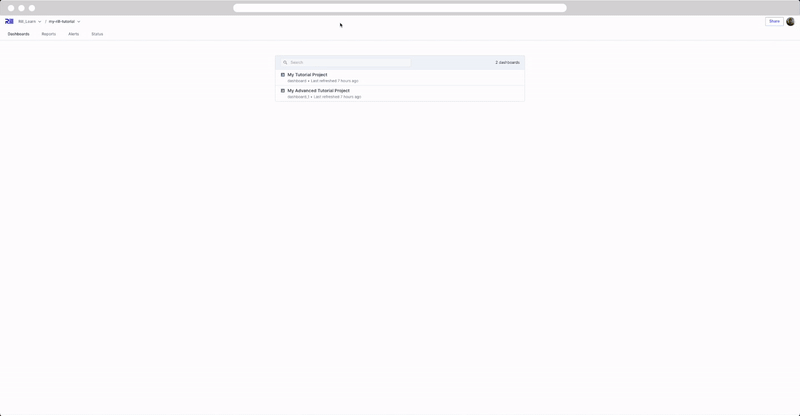 Rill_Learn / my-rill-tutorial
Share
Dashboards Reports Alerts Status
Search
2 dashboards
My Tutorial Project
dashboard • Last refreshed 7 hours ago
My Advanced Tutorial Project
dashboard_1 • Last refreshed 7 hours ago